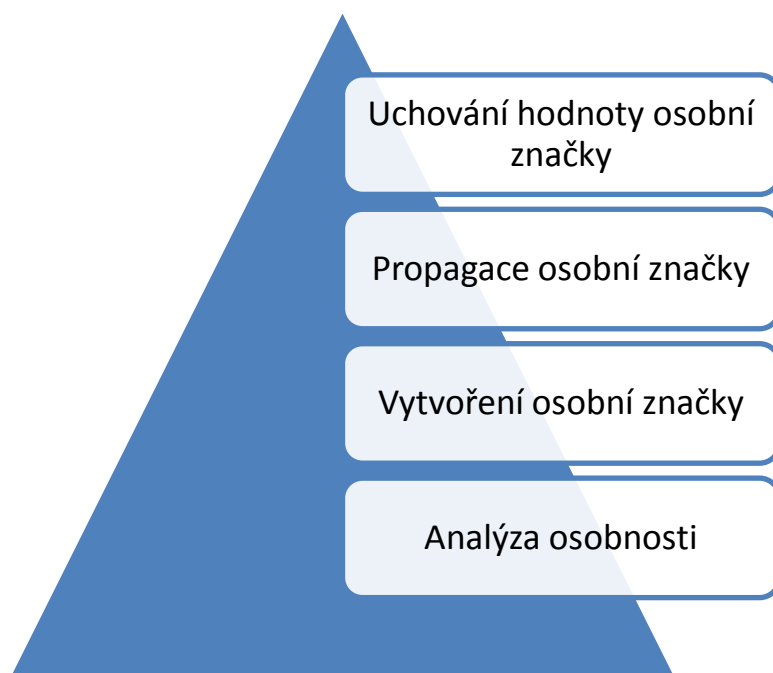 Uchování hodnoty osobní
značky
Propagace osobní značky
Vytvoření osobní značky
Analýza osobnosti